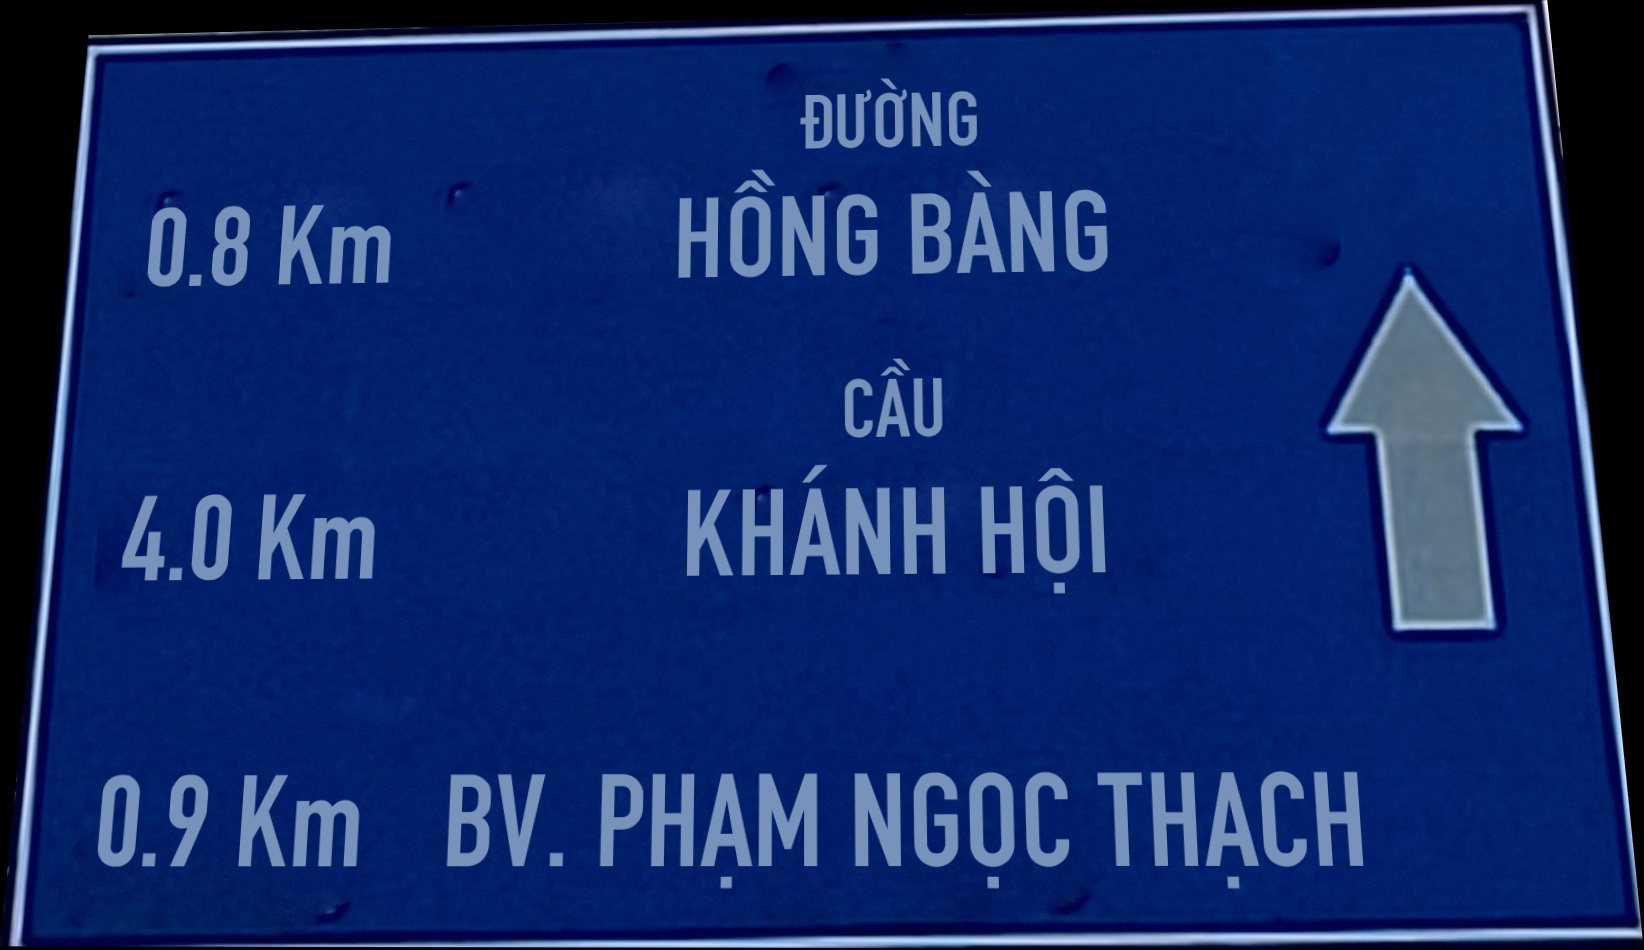 ĐƯỜNG
0.8 Km HỒNG BÀNG
CẦU
4.0 Km KHÁNH HỘI
0.9 Km BV. PHẠM NGỌC THẠCH